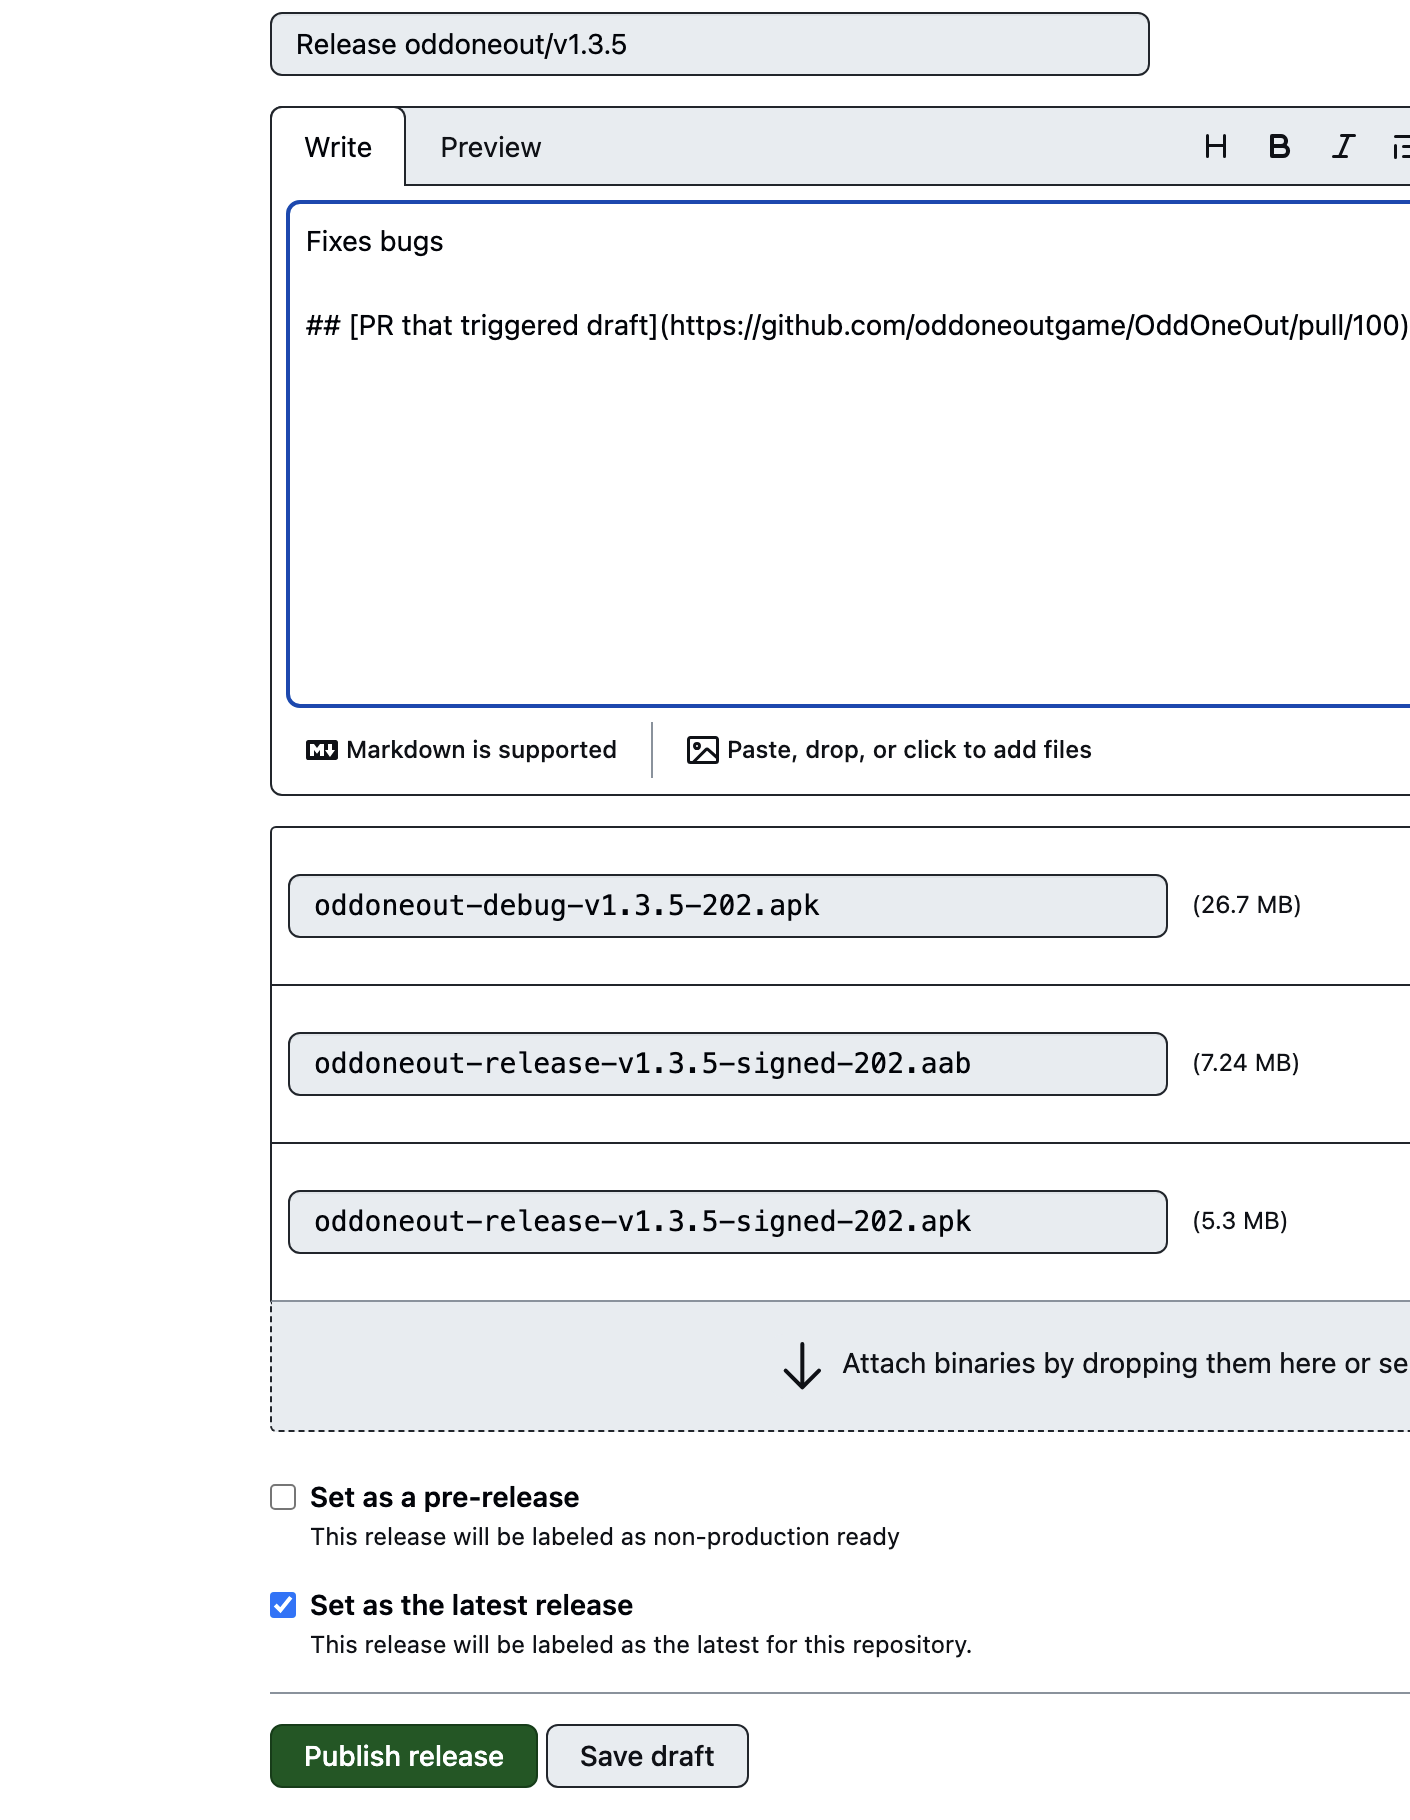 Release oddoneout/v1.3.5
Write Preview H B I
Fixes bugs
## [PR that triggered draft](https://github.com/oddoneoutgame/OddOneOut/pull/100)
Markdown is supported Paste, drop, or click to add files
oddoneout-debug-v1.3.5-202.apk (26.7 MB)
oddoneout-release-v1.3.5-signed-202.aab (7.24 MB)
oddoneout-release-v1.3.5-signed-202.apk (5.3 MB)
Attach binaries by dropping them here or se
Set as a pre-release
This release will be labeled as non-production ready
Set as the latest release
This release will be labeled as the latest for this repository.
Publish release Save draft